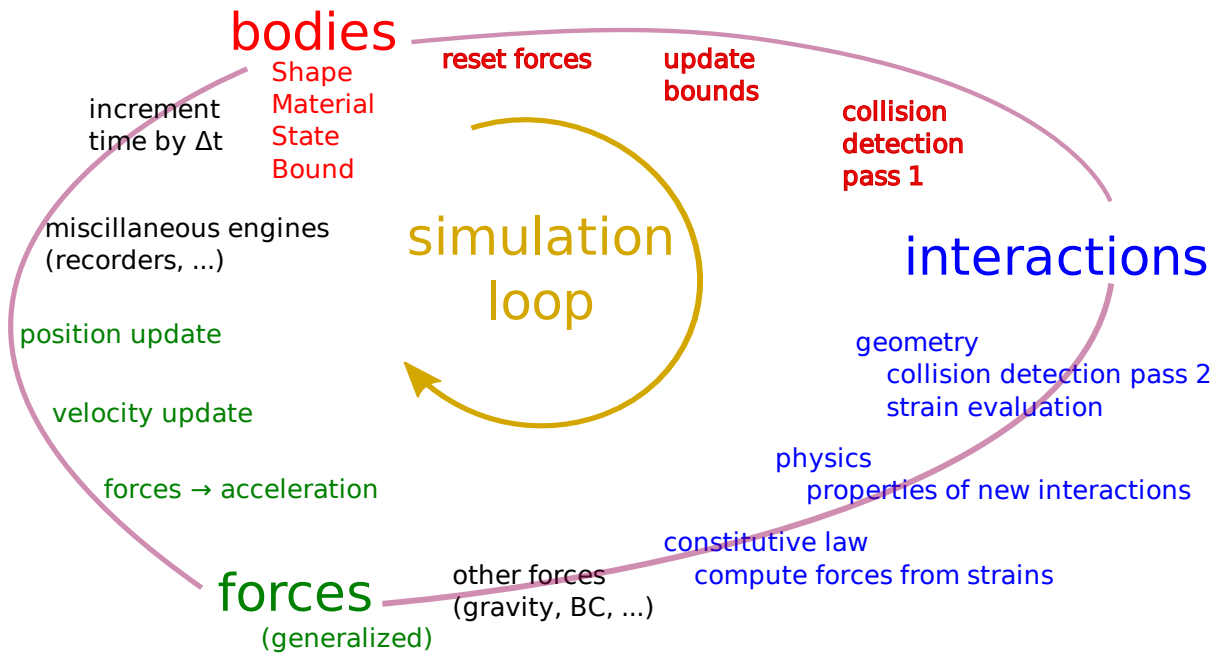 bodies
Shape
Material
State
Bound
reset forces
update
bounds
collision
detection
pass 1
interactions
geometry
collision detection pass 2
strain evaluation
physics
properties of new interactions
constitutive law
compute forces from strains
other forces
(gravity, BC, ...)
forces
(generalized)
forces → acceleration
velocity update
position update
miscillaneous engines
(recorders, ...)
increment
time by Δt
simulation
loop